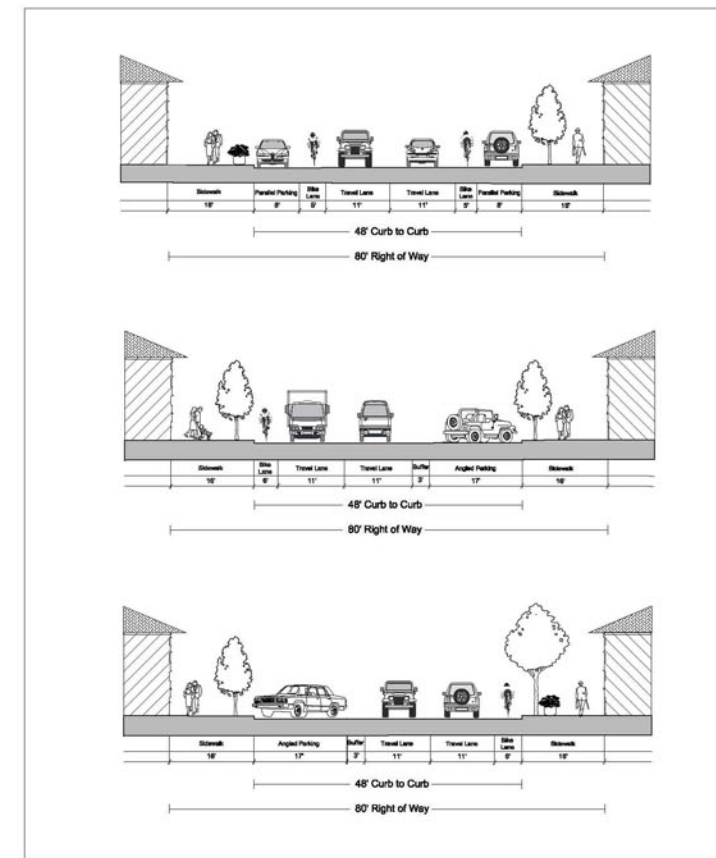 Bike Bike
Sidewalk Parallel Parking Lane Travel Lane Travel Lane Lane Parallel Parking Sidewalk
16' 8' 5' 11' 11' 5' 8' 16'
48' Curb to Curb
80' Right of Way
Bike
Sidewalk Lane Travel Lane Travel Lane Buffer Angled Parking Sidewalk
16' 6' 11' 11' 3' 17' 16'
48' Curb to Curb
80' Right of Way
Bike
Sidewalk Angled Parking Buffer Travel Lane Travel Lane Lane Sidewalk
16' 17' 3' 11' 11' 6' 16'
48' Curb to Curb
80' Right of Way